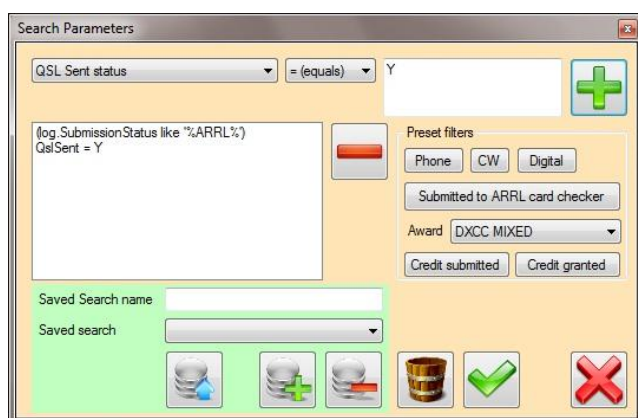 Search Parameters
QSL Sent status
= (equals)
Y
(log.SubmissionStatus like '%ARRL%')
QslSent = Y
Preset filters
Phone
CW
Digital
Submitted to ARRL card checker
Award
DXCC MIXED
Credit submitted
Credit granted
Saved Search name
Saved search